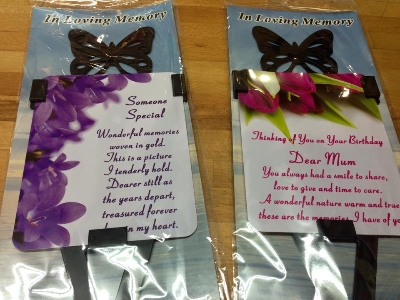 In Loving Memory
Someone
Special
Wonderful memories
woven in gold.
This is a picture
I tenderly hold.
Dearer still as
the years depart,
treasured forever
in my heart.
In Loving Memory
Thinking of You on Your Birthday
Dear Mum
You always had a smile to share,
love to give and time to care.
A wonderful nature warm and true
these are the memories I have of